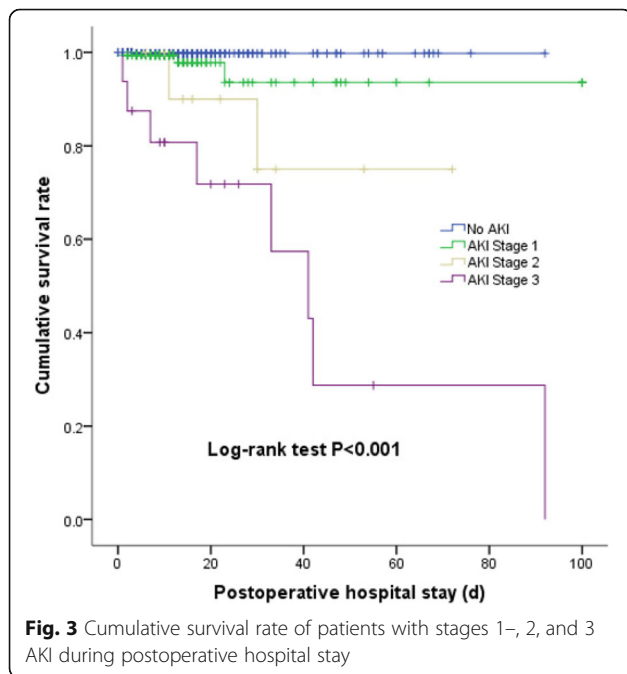 1.0
0.8
0.6
0.4
0.2
0.0
Cumulative survival rate
No AKI
AKI Stage 1
AKI Stage 2
AKI Stage 3
Log-rank test P<0.001
0 20 40 60 80 100
Postoperative hospital stay (d)
Fig. 3 Cumulative survival rate of patients with stages 1–, 2, and 3
AKI during postoperative hospital stay